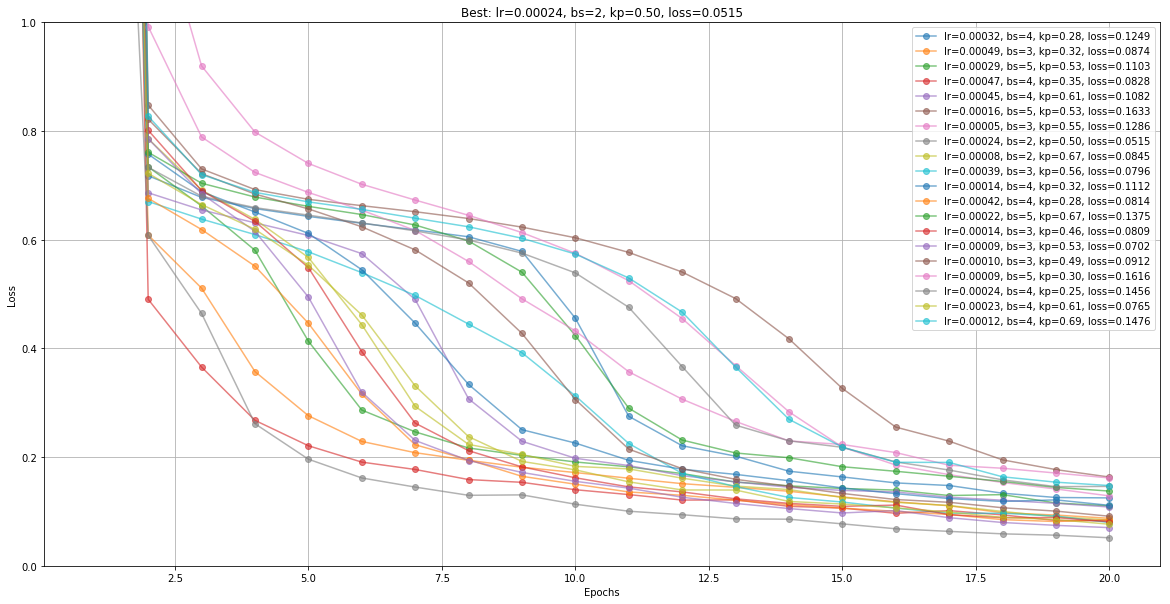 Best: lr=0.00024, bs=2, kp=0.50, loss=0.0515
1.0
0.8
0.6
0.4
0.2
0.0
Loss
lr=0.00032, bs=4, kp=0.28, loss=0.1249
lr=0.00049, bs=3, kp=0.32, loss=0.0874
lr=0.00029, bs=5, kp=0.53, loss=0.1103
lr=0.00047, bs=4, kp=0.35, loss=0.0828
lr=0.00045, bs=4, kp=0.61, loss=0.1082
lr=0.00016, bs=5, kp=0.53, loss=0.1633
lr=0.00005, bs=3, kp=0.55, loss=0.1286
lr=0.00024, bs=2, kp=0.50, loss=0.0515
lr=0.00008, bs=2, kp=0.67, loss=0.0845
lr=0.00039, bs=3, kp=0.56, loss=0.0796
lr=0.00014, bs=4, kp=0.32, loss=0.1112
lr=0.00042, bs=4, kp=0.28, loss=0.0814
lr=0.00022, bs=5, kp=0.67, loss=0.1375
lr=0.00014, bs=3, kp=0.46, loss=0.0809
lr=0.00009, bs=3, kp=0.53, loss=0.0702
lr=0.00010, bs=3, kp=0.49, loss=0.0912
lr=0.00009, bs=5, kp=0.30, loss=0.1616
lr=0.00024, bs=4, kp=0.25, loss=0.1456
lr=0.00023, bs=4, kp=0.61, loss=0.0765
lr=0.00012, bs=4, kp=0.69, loss=0.1476
2.5 5.0 7.5 10.0 12.5 15.0 17.5 20.0
Epochs